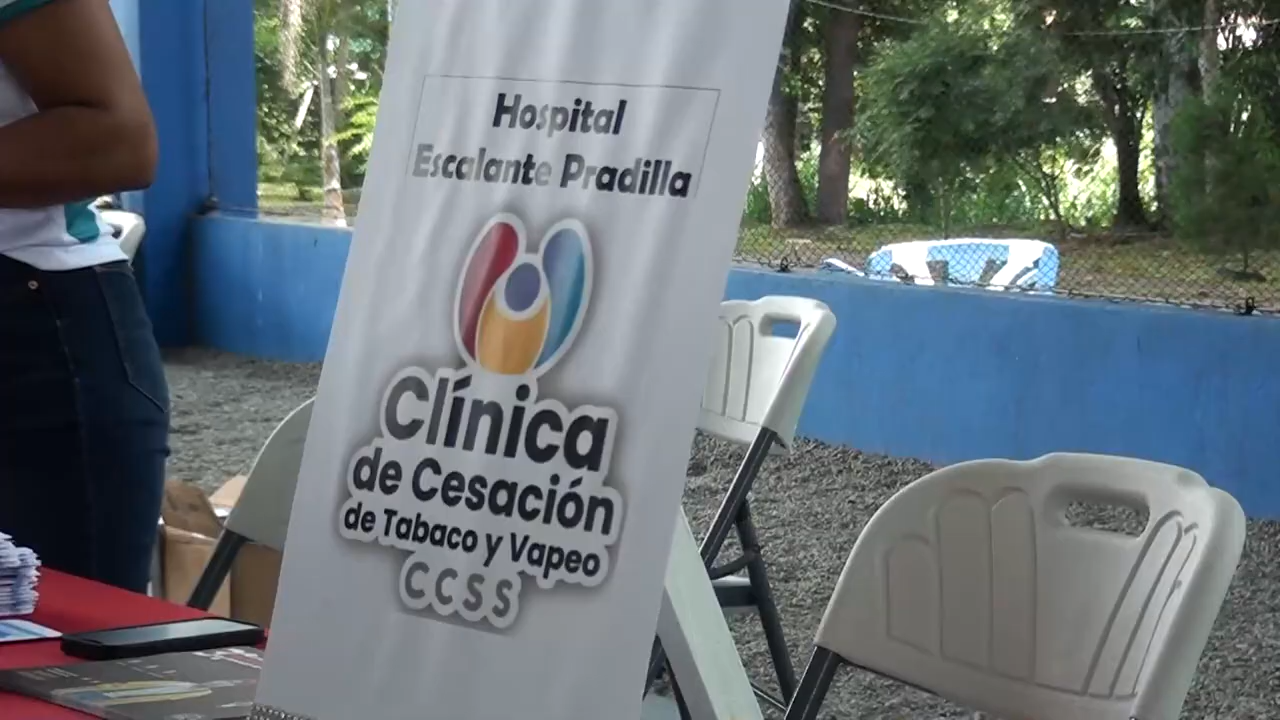 Hospital
Escalante Pradilla
Clínica
de Cesación
de Tabaco y Vapeo
CCSS